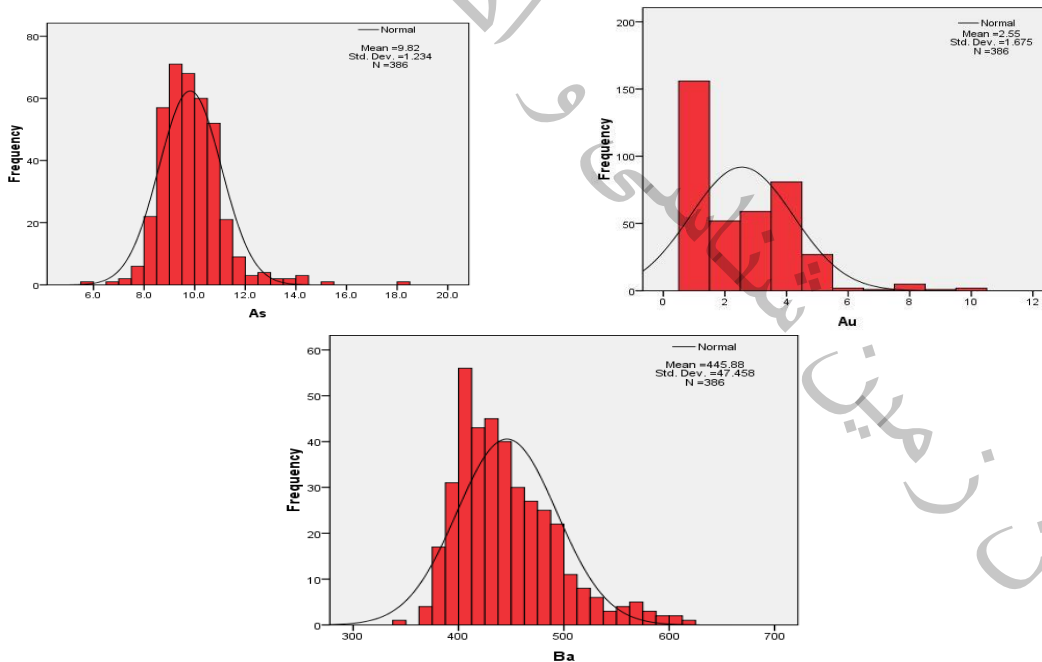 Normal
Mean =9.82
Std. Dev. =1.234
N =386
80
60
40
20
0
Frequency
6.0 8.0 10.0 12.0 14.0 16.0 18.0 20.0
As
Normal
Mean =2.55
Std. Dev. =1.675
N =386
200
150
100
50
0
Frequency
0 2 4 6 8 10 12
Au
Normal
Mean =445.88
Std. Dev. =47.458
N =386
60
50
40
30
20
10
0
Frequency
300 400 500 600 700
Ba